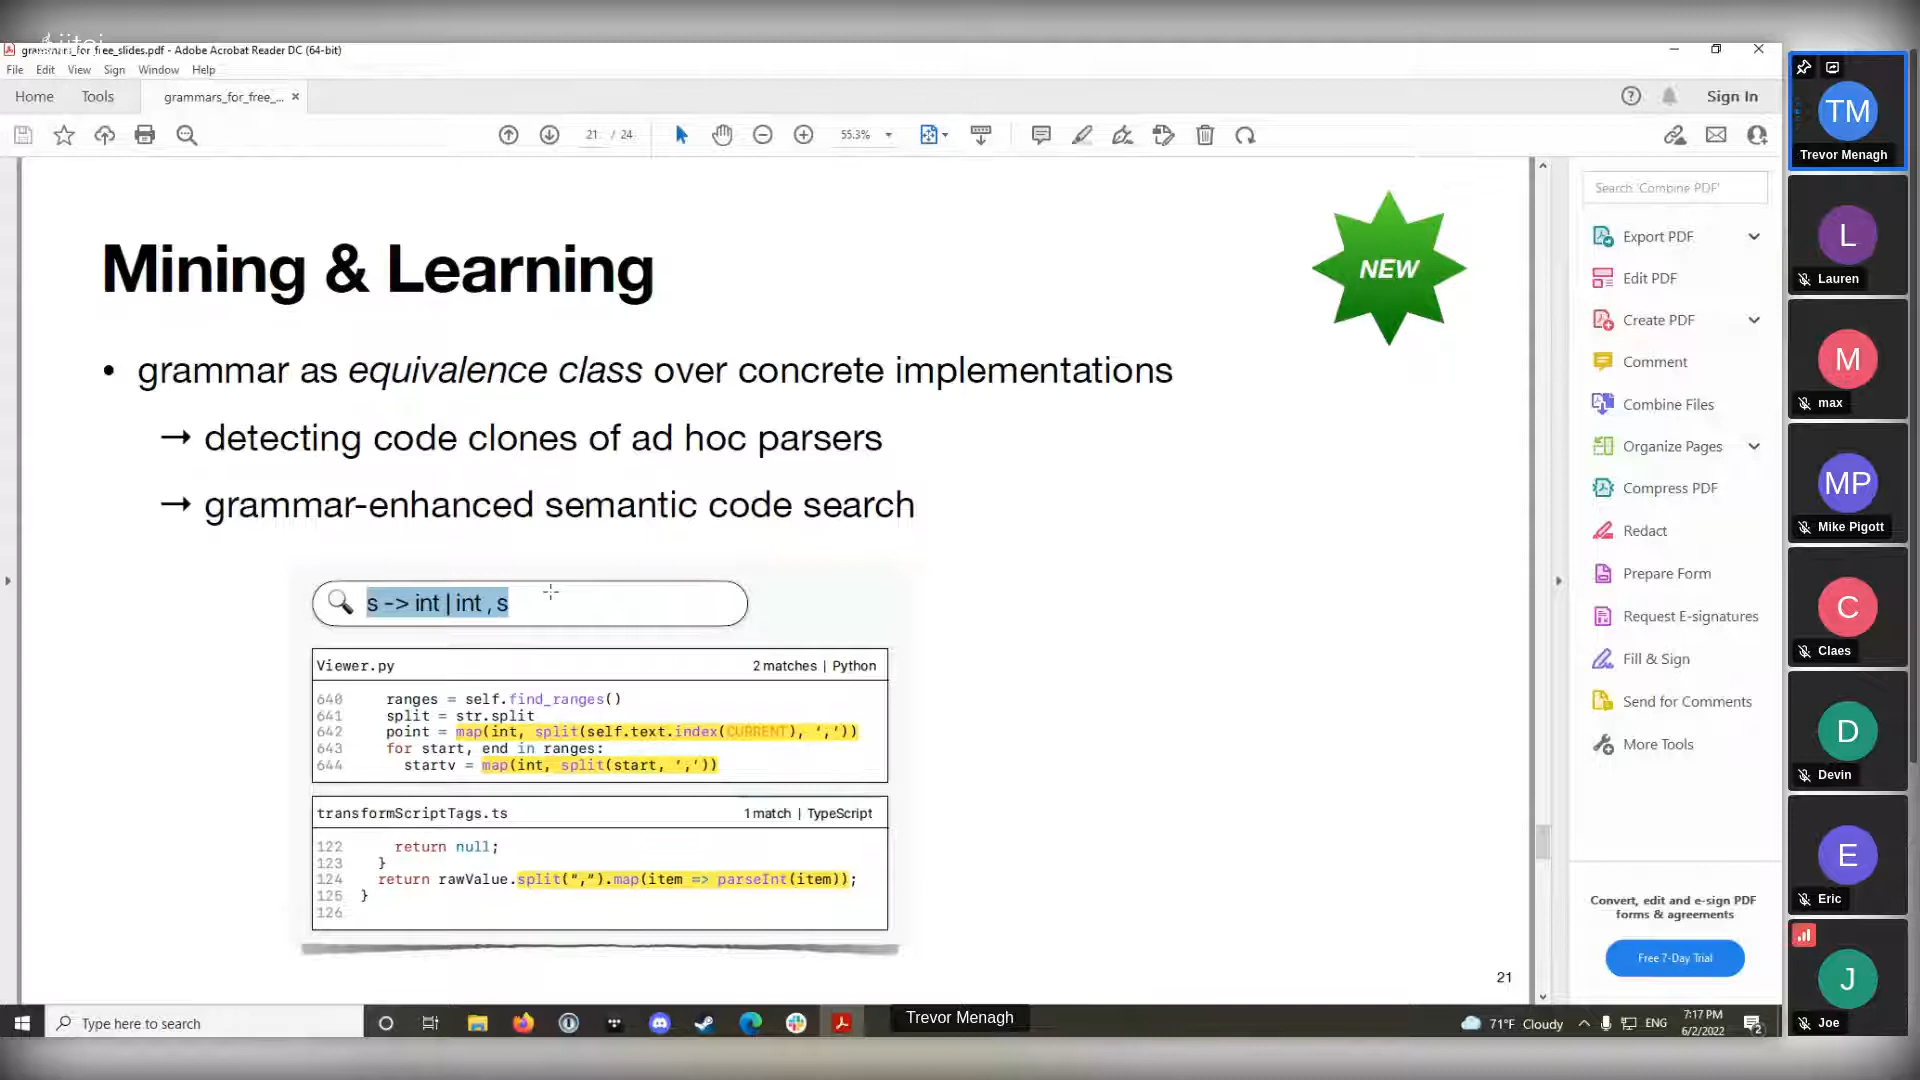 jitsi
grammars_for_free_slides.pdf - Adobe Acrobat Reader DC (64-bit)
File Edit View Sign Window Help
Home Tools grammars_for_free_... × Sign In
21 / 24 55.3%
Mining & Learning
NEW
• grammar as equivalence class over concrete implementations
→ detecting code clones of ad hoc parsers
→ grammar-enhanced semantic code search
s -> int | int , s
Viewer.py 2 matches | Python
640 ranges = self.find_ranges()
641 split = str.split
642 point = map(int, split(self.text.index(CURRENT), ‘,’))
643 for start, end in ranges:
644 startv = map(int, split(start, ‘,’))
transformScriptTags.ts 1 match | TypeScript
122 return null;
123 }
124 return rawValue.split(“,”).map(item => parseInt(item));
125 }
126
21
Search 'Combine PDF'
Export PDF
Edit PDF
Create PDF
Comment
Combine Files
Organize Pages
Compress PDF
Redact
Prepare Form
Request E-signatures
Fill & Sign
Send for Comments
More Tools
Convert, edit and e-sign PDF
forms & agreements
Free 7-Day Trial
TM
Trevor Menagh
L
Lauren
M
max
MP
Mike Pigott
C
Claes
D
Devin
E
Eric
J
Joe
Type here to search
Trevor Menagh
71°F Cloudy
ENG
7:17 PM
6/2/2022
2